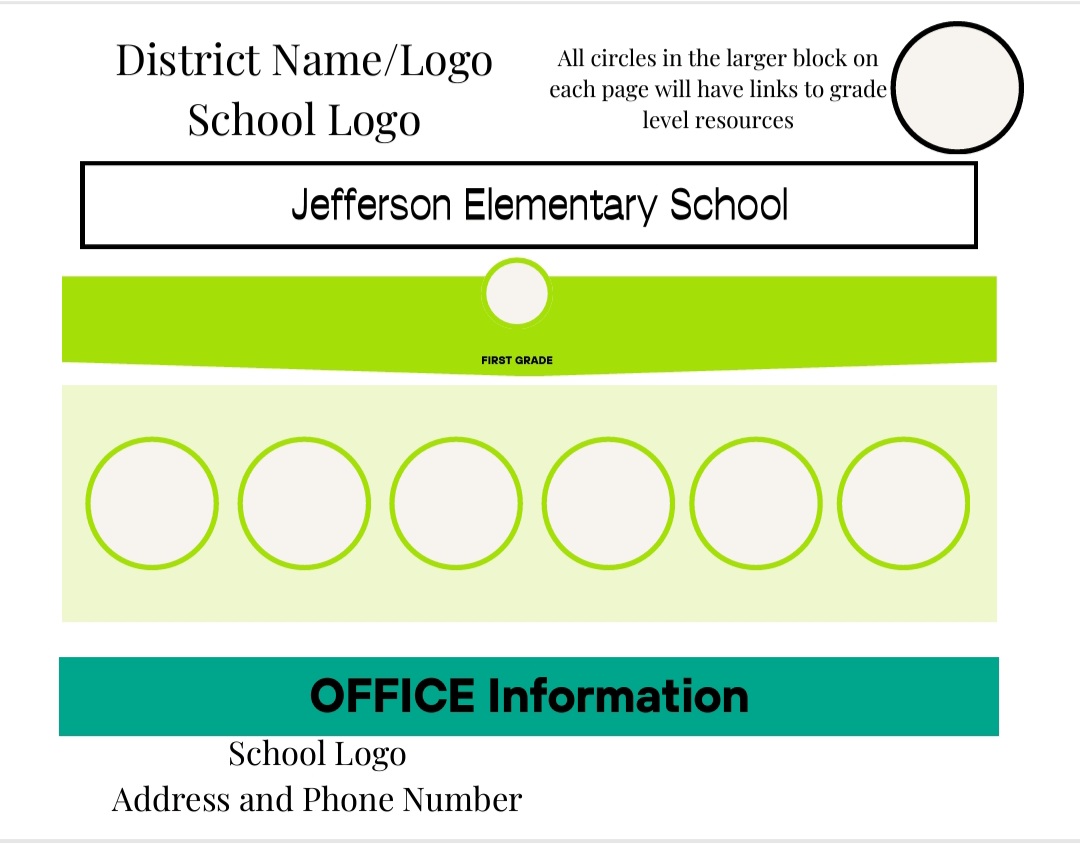 District Name/Logo
School Logo
All circles in the larger block on
each page will have links to grade
level resources
Jefferson Elementary School
FIRST GRADE
OFFICE Information
School Logo
Address and Phone Number